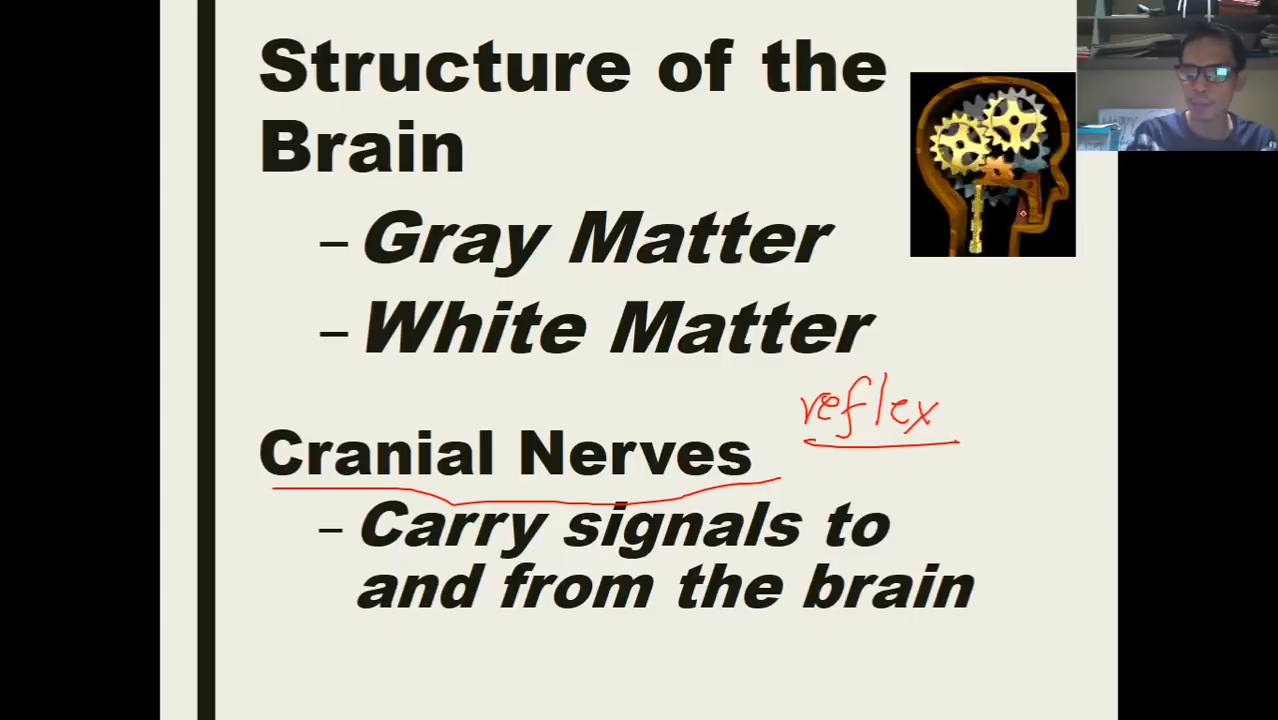 Structure of the
Brain
– Gray Matter
– White Matter
reflex
Cranial Nerves
– Carry signals to
and from the brain